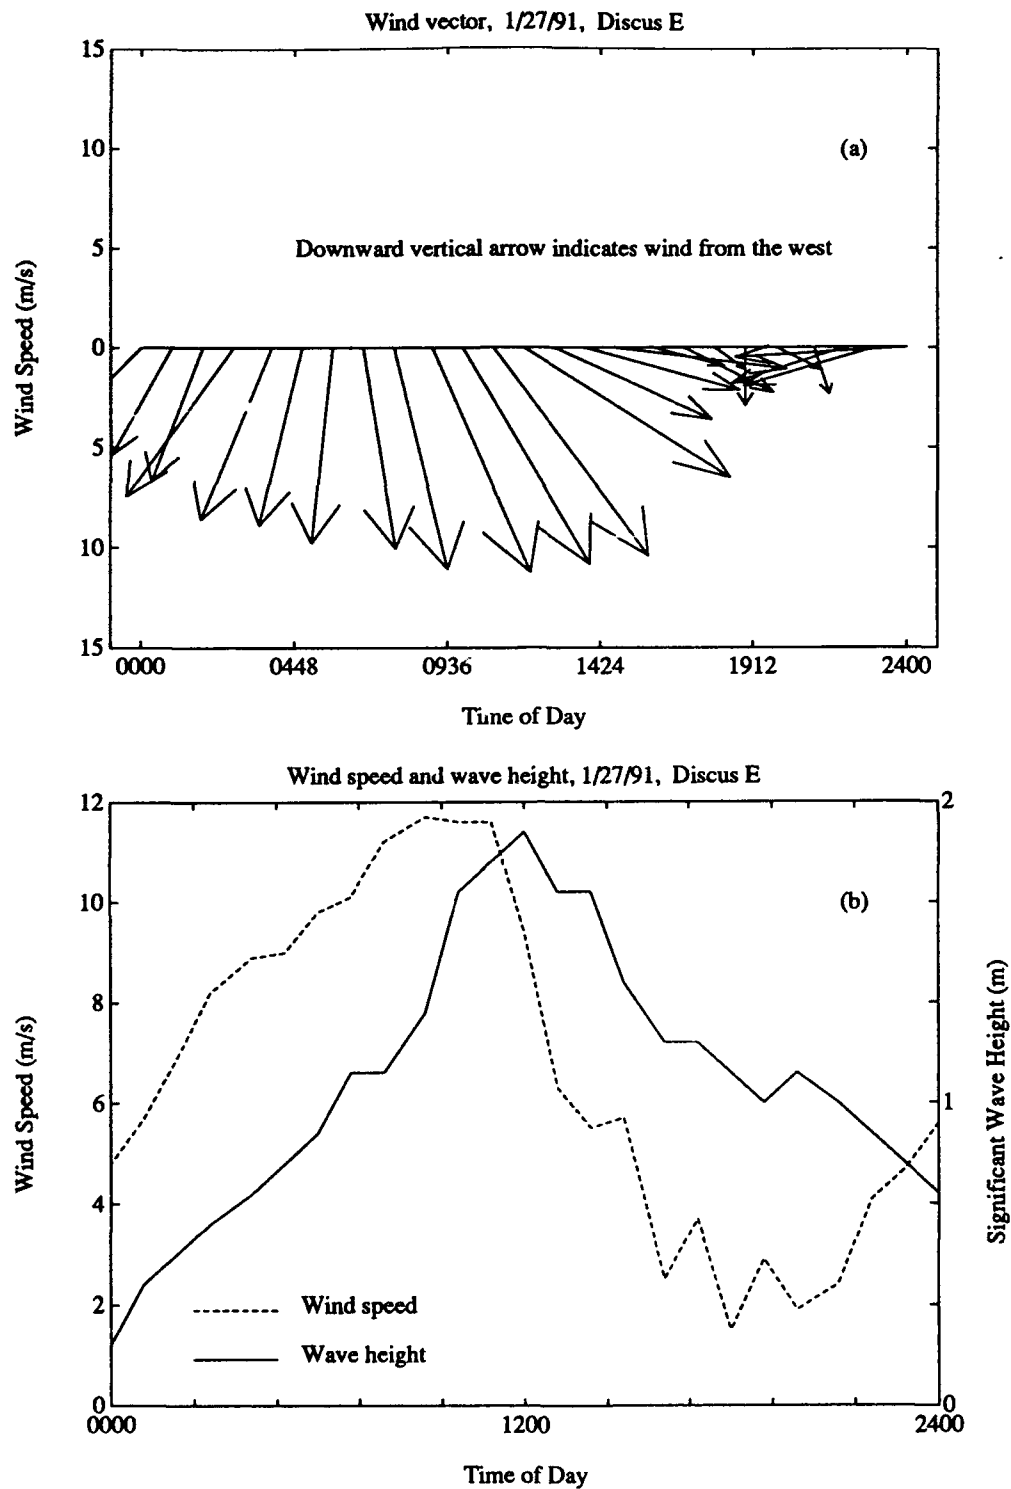 Wind vector, 1/27/91, Discus E
15
10
(a)
5
Downward vertical arrow indicates wind from the west
Wind Speed (m/s)
0
5
10
15
0000 0448 0936 1424 1912 2400
Time of Day
Wind speed and wave height, 1/27/91, Discus E
12
2
10
(b)
8
Wind Speed (m/s)
Significant Wave Height (m)
6
1
4
2
Wind speed
Wave height
0
0
0000 1200 2400
Time of Day